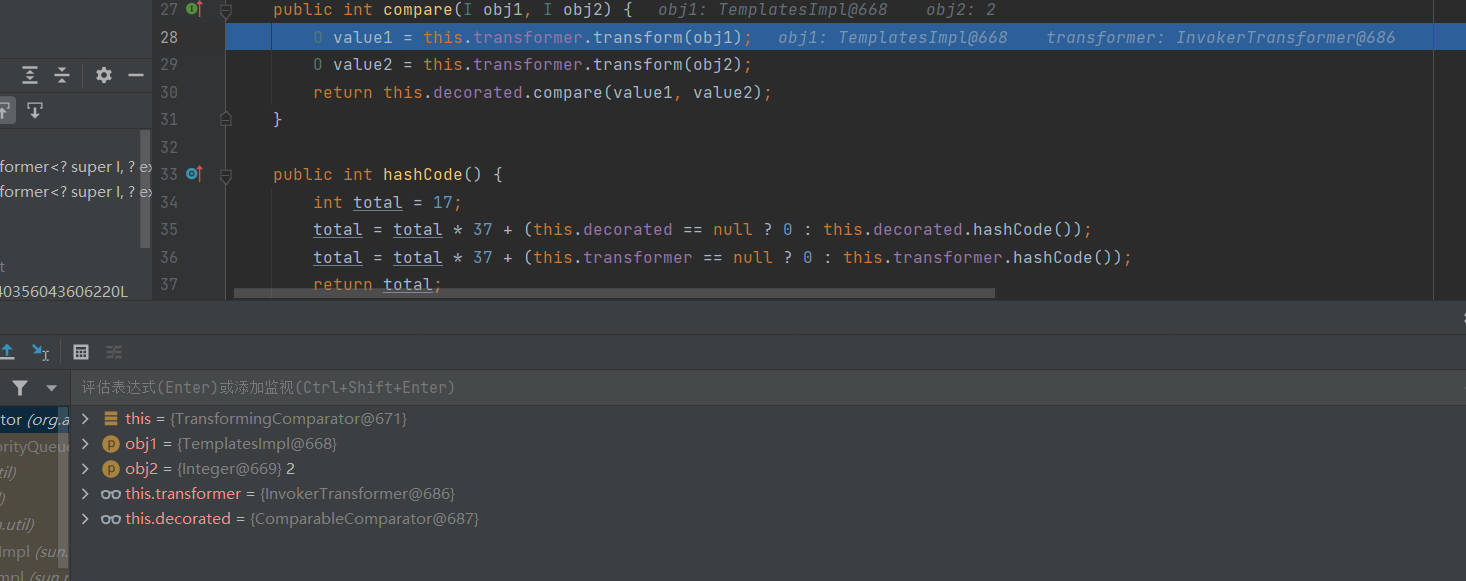 27 public int compare(I obj1, I obj2) { obj1: TemplatesImpl@668 obj2: 2
28 O value1 = this.transformer.transform(obj1); obj1: TemplatesImpl@668 transformer: InvokerTransformer@686
29 O value2 = this.transformer.transform(obj2);
30 return this.decorated.compare(value1, value2);
31 }
32
former<? super I, ? ex
33 public int hashCode() {
former<? super I, ? ex
34 int total = 17;
35 total = total * 37 + (this.decorated == null ? 0 : this.decorated.hashCode());
36 total = total * 37 + (this.transformer == null ? 0 : this.transformer.hashCode());
t
40356043606220L
37 return total;
评估表达式(Enter)或添加监视(Ctrl+Shift+Enter)
tor (org.a
this = {TransformingComparator@671}
orityQueue
obj1 = {TemplatesImpl@668}
til)
obj2 = {Integer@669} 2
)
this.transformer = {InvokerTransformer@686}
.util)
this.decorated = {ComparableComparator@687}
Impl (sun.
mpl (sun.r